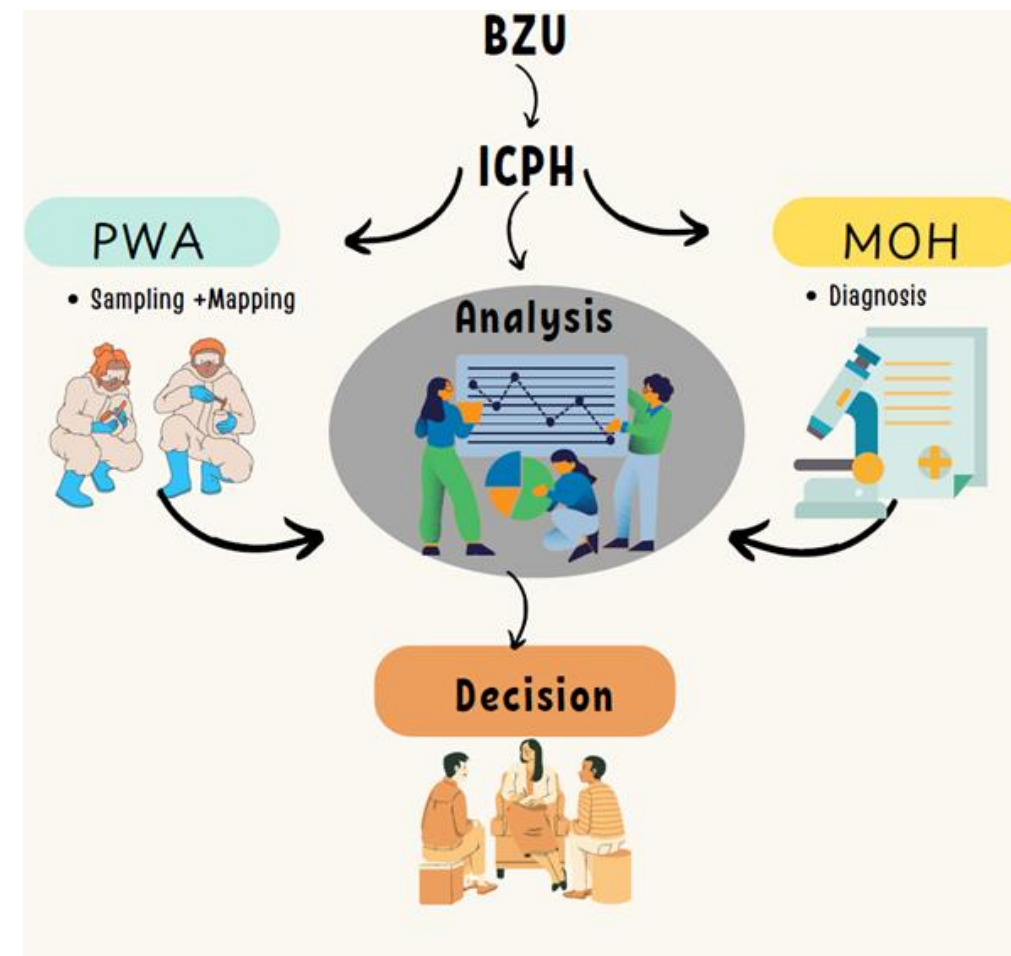 BZU
ICPH
PWA
• Sampling +Mapping
MOH
• Diagnosis
Analysis
Decision